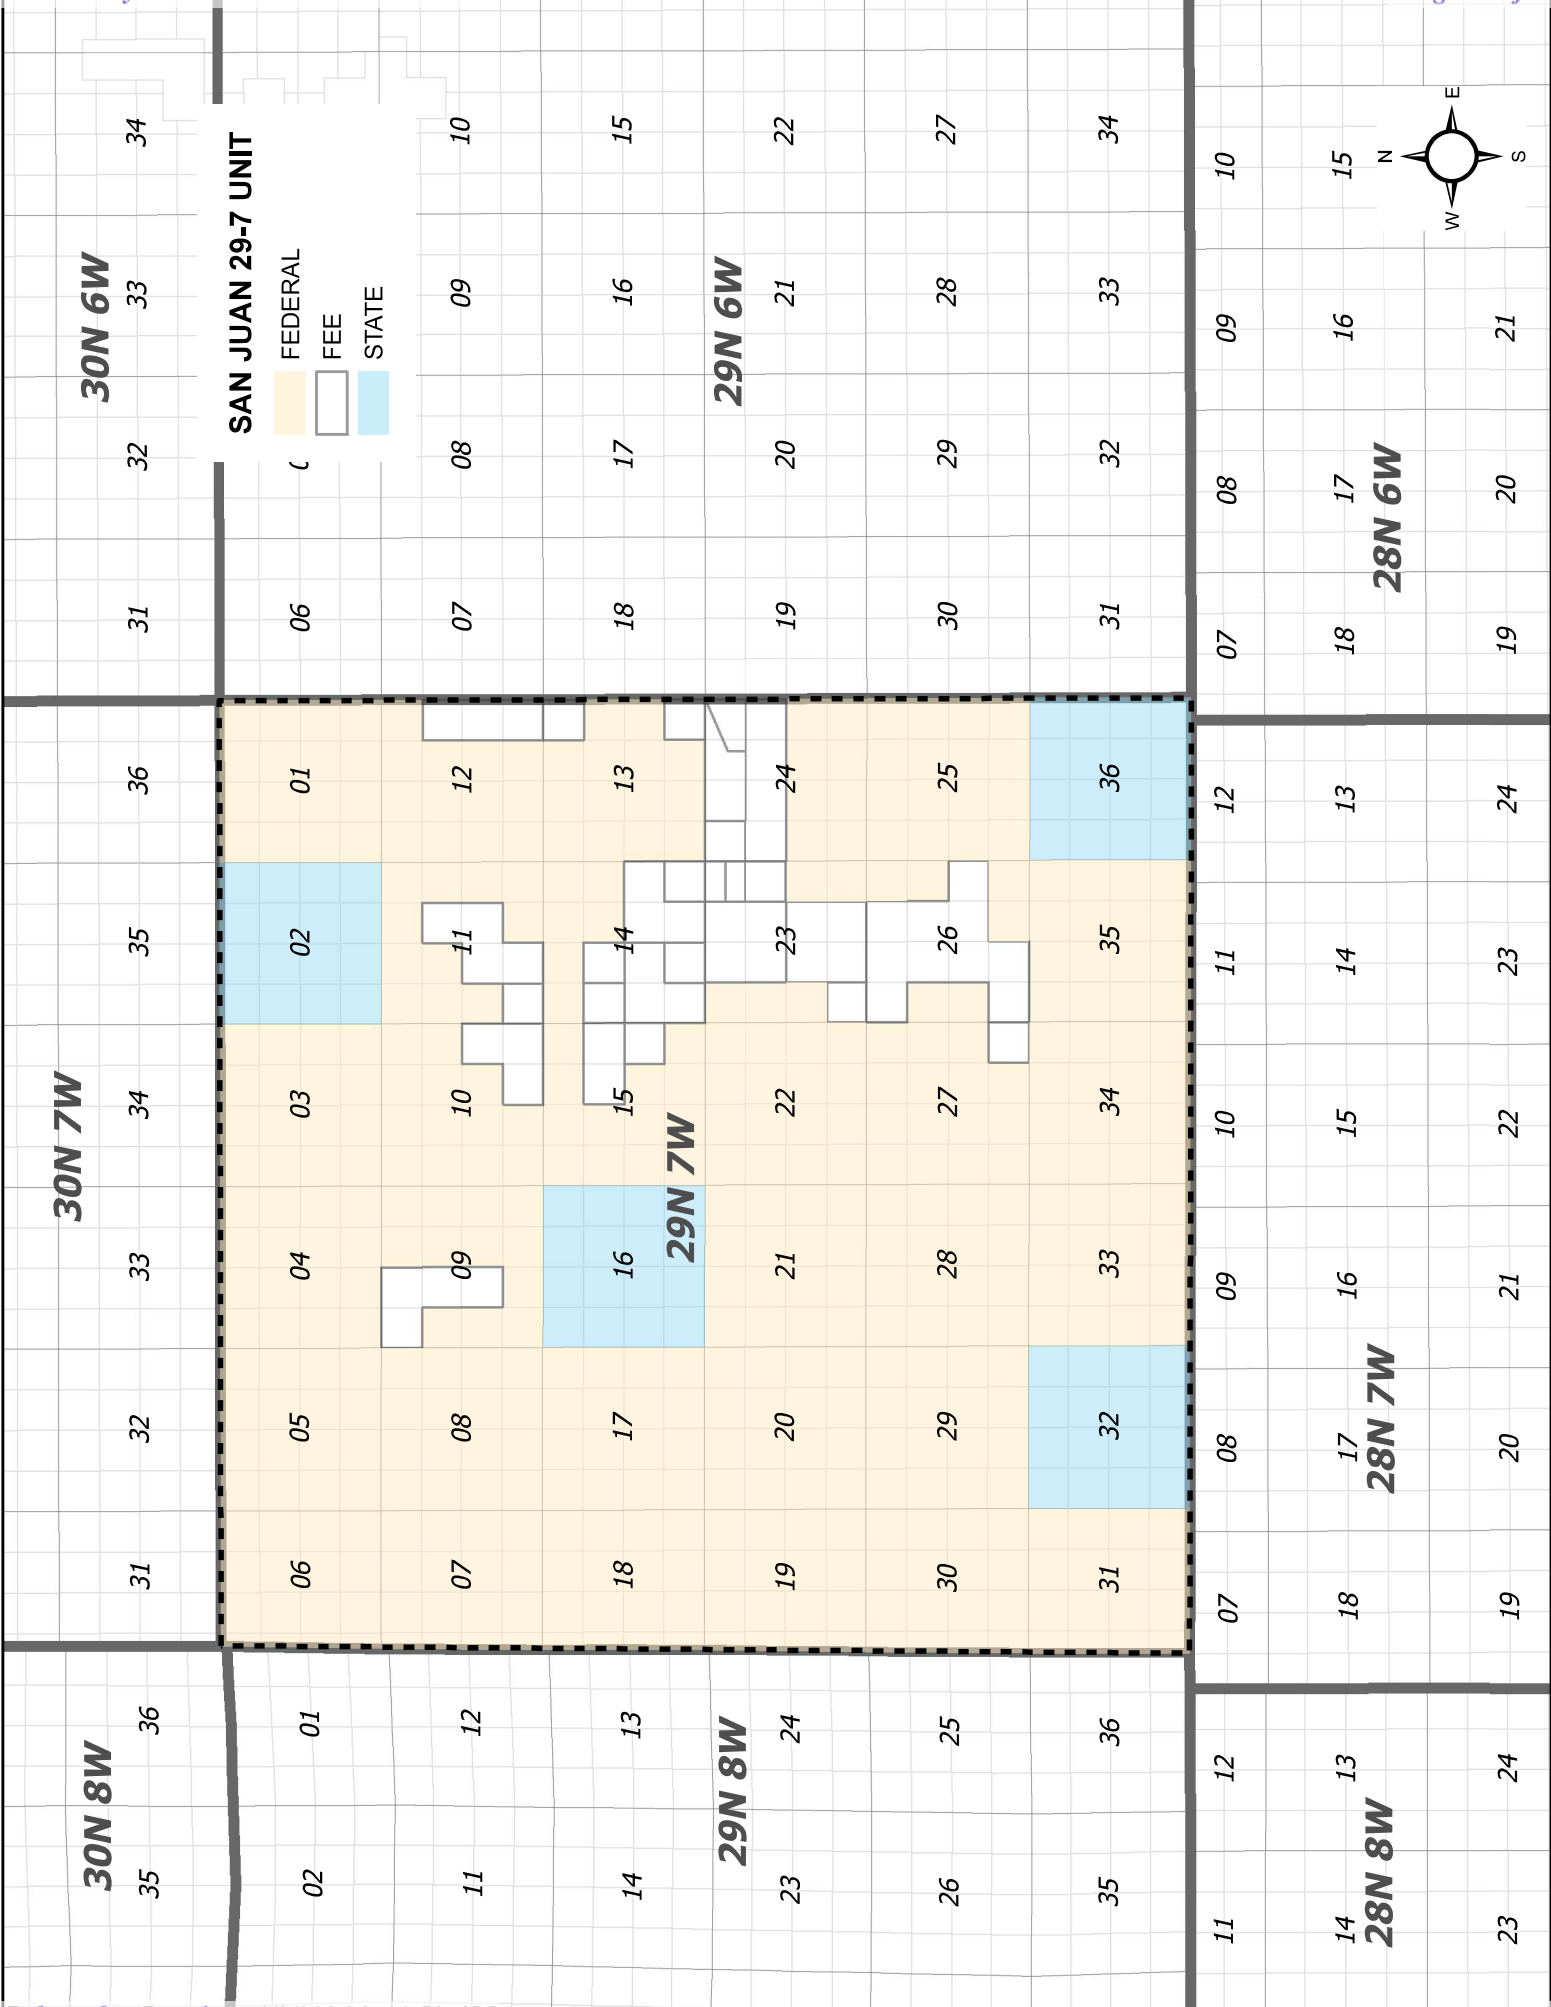 30N 8W 30N 7W 30N 6W
35 36 31 32 33 34 35 36 31 32 33 34
SAN JUAN 29-7 UNIT
FEDERAL
FEE
STATE
02 01 06 05 04 03 02 01 06
11 12 07 08 09 10 11 12 07 08 09 10
14 13 18 17 16 15 14 13 18 17 16 15
29N 8W 29N 7W 29N 6W
23 24 19 20 21 22 23 24 19 20 21 22
26 25 30 29 28 27 26 25 30 29 28 27
35 36 31 32 33 34 35 36 31 32 33 34
11 12 07 08 09 10 11 12 07 08 09 10
14 13 18 17 16 15 14 13 18 17 16 15
28N 8W 28N 7W 28N 6W
N
W E
S
23 24 19 20 21 22 23 24 19 20 21